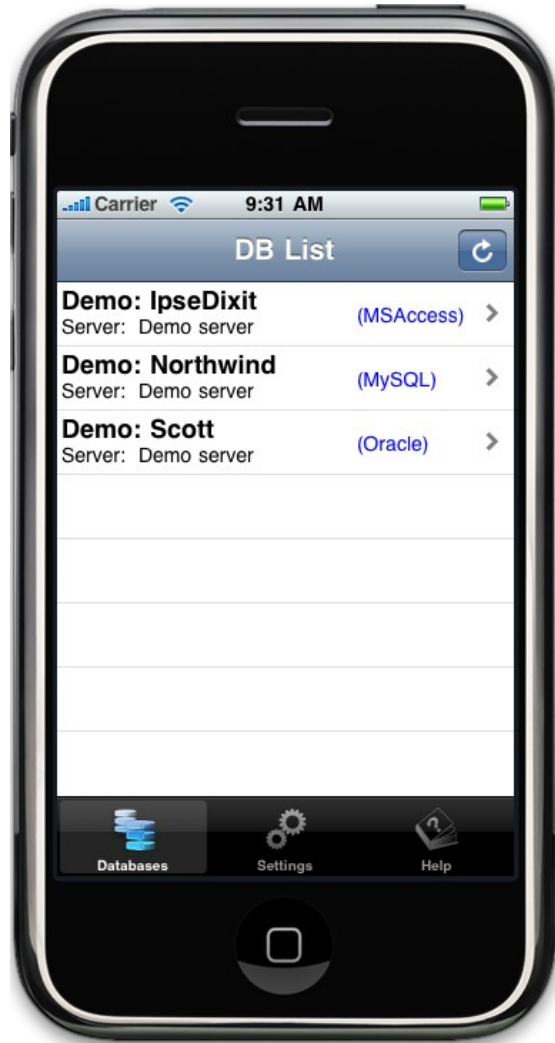 Carrier 9:31 AM
DB List
Demo: IpseDixit
Server: Demo server (MSAccess)
Demo: Northwind
Server: Demo server (MySQL)
Demo: Scott
Server: Demo server (Oracle)
?
Databases Settings Help